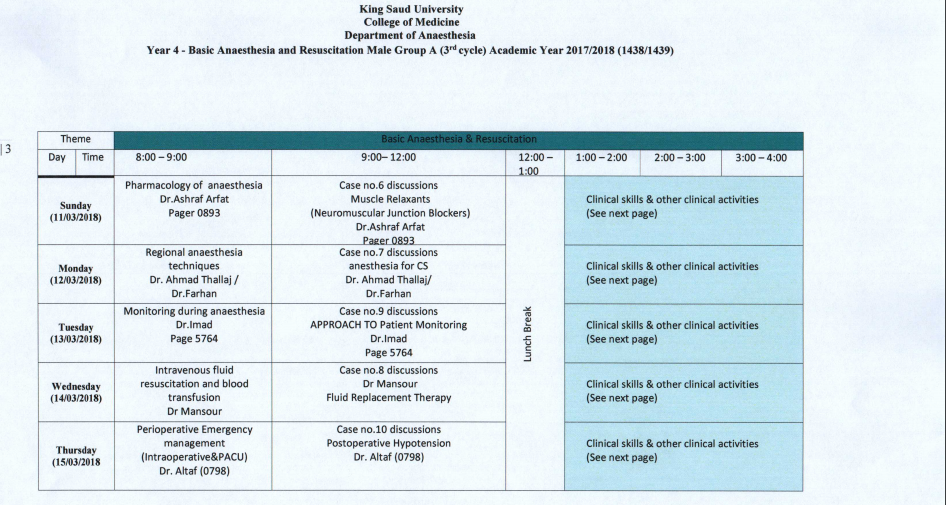 King Saud University
College of Medicine
Department of Anaesthesia
Year 4 - Basic Anaesthesia and Resuscitation Male Group A (3rd cycle) Academic Year 2017/2018 (1438/1439)
|3
Theme
Basic Anaesthesia & Resuscitation
Day
Time
8:00 – 9:00
9:00– 12:00
12:00 –
1:00
1:00 – 2:00
2:00 – 3:00
3:00 – 4:00
Sunday
(11/03/2018)
Pharmacology of anaesthesia
Dr.Ashraf Arfat
Pager 0893
Case no.6 discussions
Muscle Relaxants
(Neuromuscular Junction Blockers)
Dr.Ashraf Arfat
Pager 0893
Lunch Break
Clinical skills & other clinical activities
(See next page)
Monday
(12/03/2018)
Regional anaesthesia
techniques
Dr. Ahmad Thallaj /
Dr.Farhan
Case no.7 discussions
anesthesia for CS
Dr. Ahmad Thallaj/
Dr.Farhan
Clinical skills & other clinical activities
(See next page)
Tuesday
(13/03/2018)
Monitoring during anaesthesia
Dr.Imad
Page 5764
Case no.9 discussions
APPROACH TO Patient Monitoring
Dr.Imad
Page 5764
Clinical skills & other clinical activities
(See next page)
Wednesday
(14/03/2018)
Intravenous fluid
resuscitation and blood
transfusion
Dr Mansour
Case no.8 discussions
Dr Mansour
Fluid Replacement Therapy
Clinical skills & other clinical activities
(See next page)
Thursday
(15/03/2018
Perioperative Emergency
management
(Intraoperative&PACU)
Dr. Altaf (0798)
Case no.10 discussions
Postoperative Hypotension
Dr. Altaf (0798)
Clinical skills & other clinical activities
(See next page)